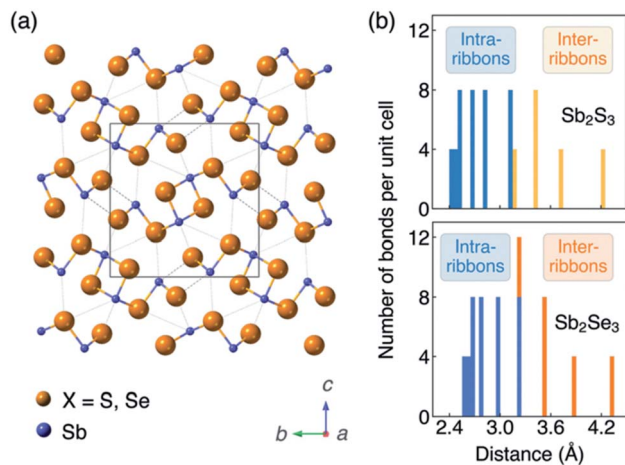 (a)
X = S, Se
Sb
c
b
a
(b)
Number of bonds per unit cell
12
8
4
0
Intra-
ribbons
Inter-
ribbons
Sb₂S₃
12
8
4
0
Intra-
ribbons
Inter-
ribbons
Sb₂Se₃
2.4 3.0 3.6 4.2
Distance (Å)